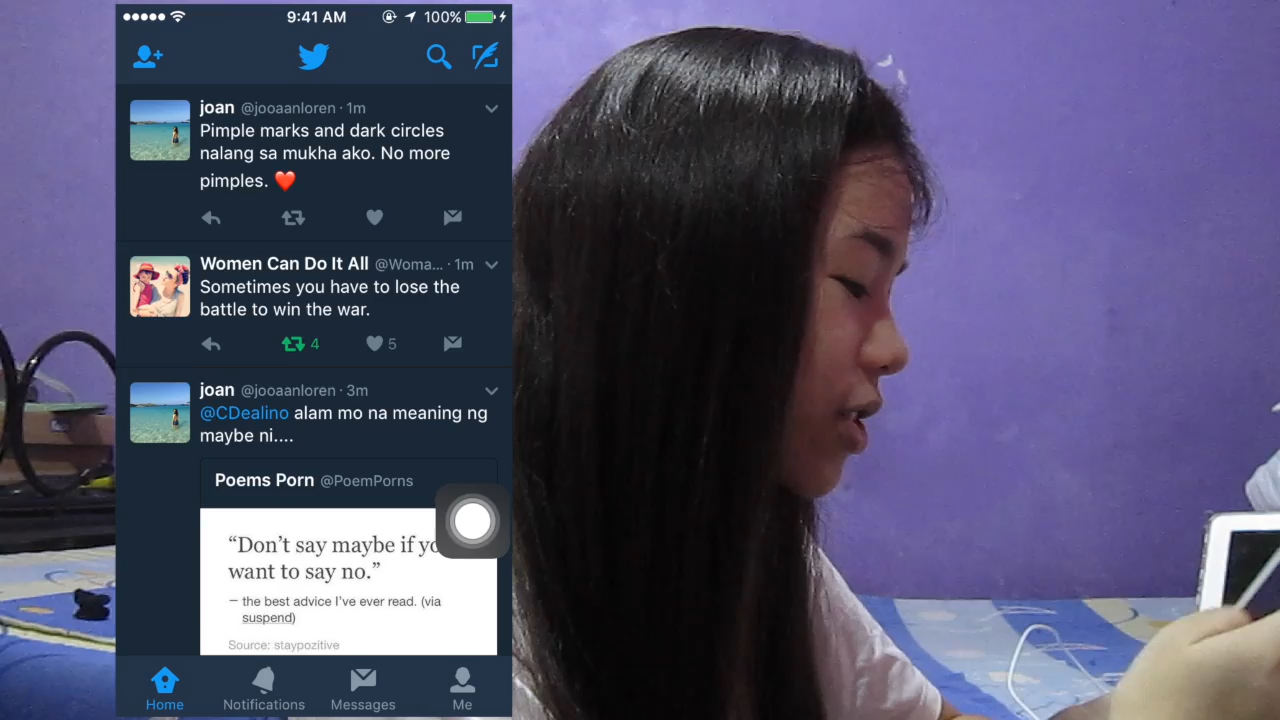 9:41 AM
100%
joan @jooaanloren · 1m
Pimple marks and dark circles
nalang sa mukha ako. No more
pimples. ❤️
Women Can Do It All @Woma... · 1m
Sometimes you have to lose the
battle to win the war.
4
5
joan @jooaanloren · 3m
@CDealino alam mo na meaning ng
maybe ni....
Poems Porn @PoemPorns
“Don’t say maybe if yo
want to say no.”
– the best advice I’ve ever read. (via
suspend)
Source: staypozitive
Home
Notifications
Messages
Me